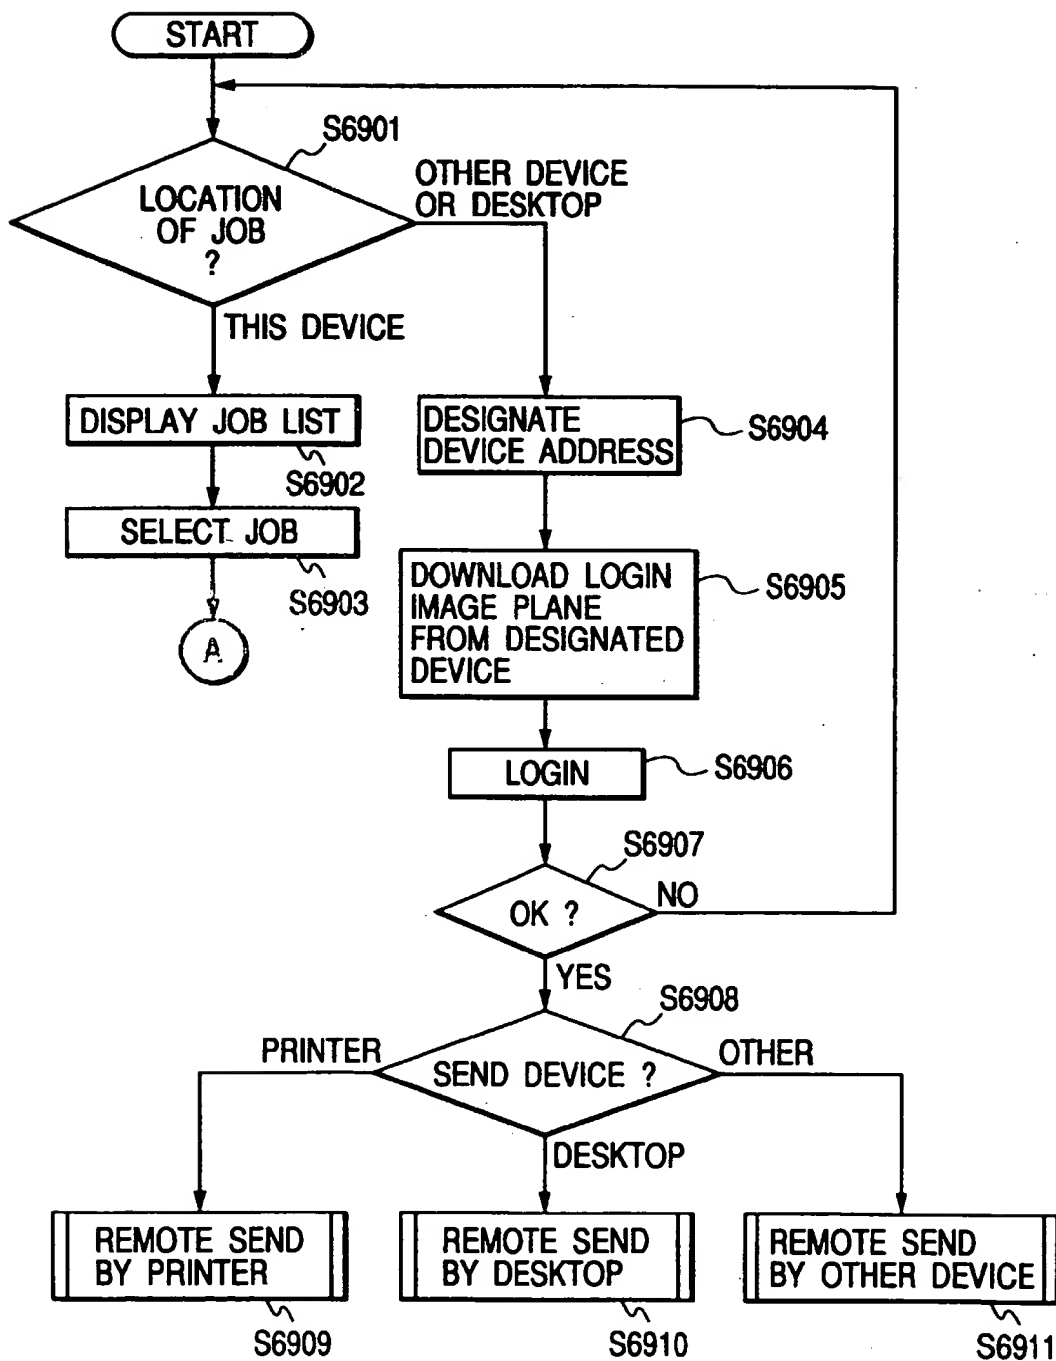 START
S6901
LOCATION
OF JOB
?
OTHER DEVICE
OR DESKTOP
THIS DEVICE
DISPLAY JOB LIST
S6902
SELECT JOB
S6903
A
DESIGNATE
DEVICE ADDRESS
S6904
DOWNLOAD LOGIN
IMAGE PLANE
FROM DESIGNATED
DEVICE
S6905
LOGIN
S6906
S6907
OK ?
NO
YES
S6908
PRINTER
SEND DEVICE ?
OTHER
DESKTOP
REMOTE SEND
BY PRINTER
S6909
REMOTE SEND
BY DESKTOP
S6910
REMOTE SEND
BY OTHER DEVICE
S6911